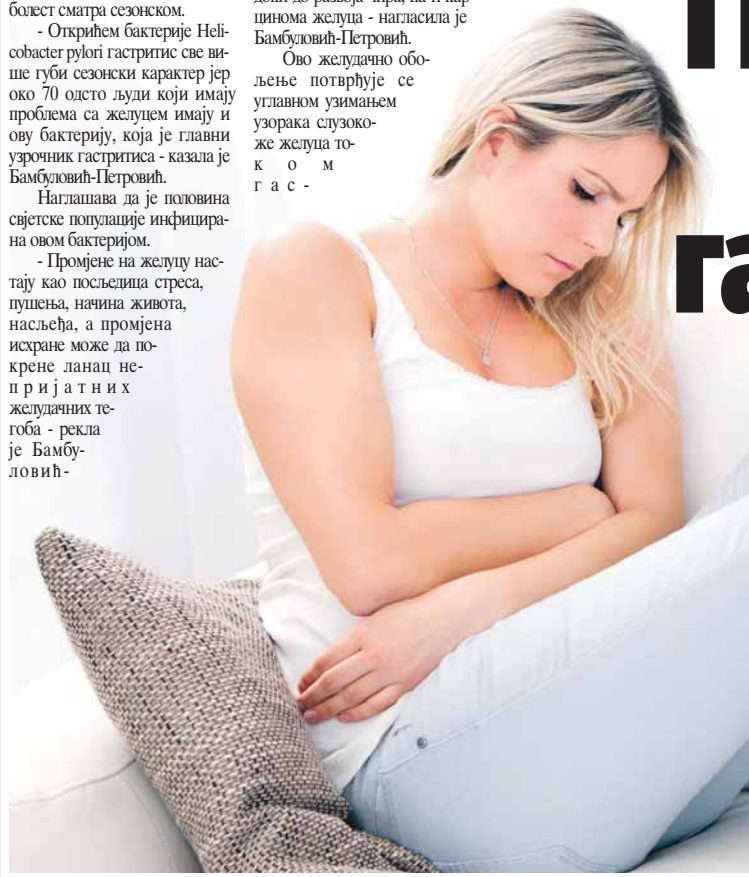 болест сматра сезонском.
- Открићем бактерије Heli-
cobacter pylori гастритис све ви-
ше губи сезонски карактер јер
око 70 одсто људи који имају
проблема са желуцем имају и
ову бактерију, која је главни
узрочник гастритиса - казала је
Бамбуловић-Петровић.
Наглашава да је половина
свјетске популације инфицира-
на овом бактеријом.
- Промјене на желуцу нас-
тају као посљедица стреса,
пушења, начина живота,
насљеђа, а промјена
исхране може да по-
крене ланац не-
пријатних
желудачних те-
гоба - рекла
је Бамбу-
ловић-
цинома желуца - нагласила је
Бамбуловић-Петровић.
Ово желудачно обо-
љење потврђује се
углавном узимањем
узорака слузоко-
же желуца то-
ком
гас-